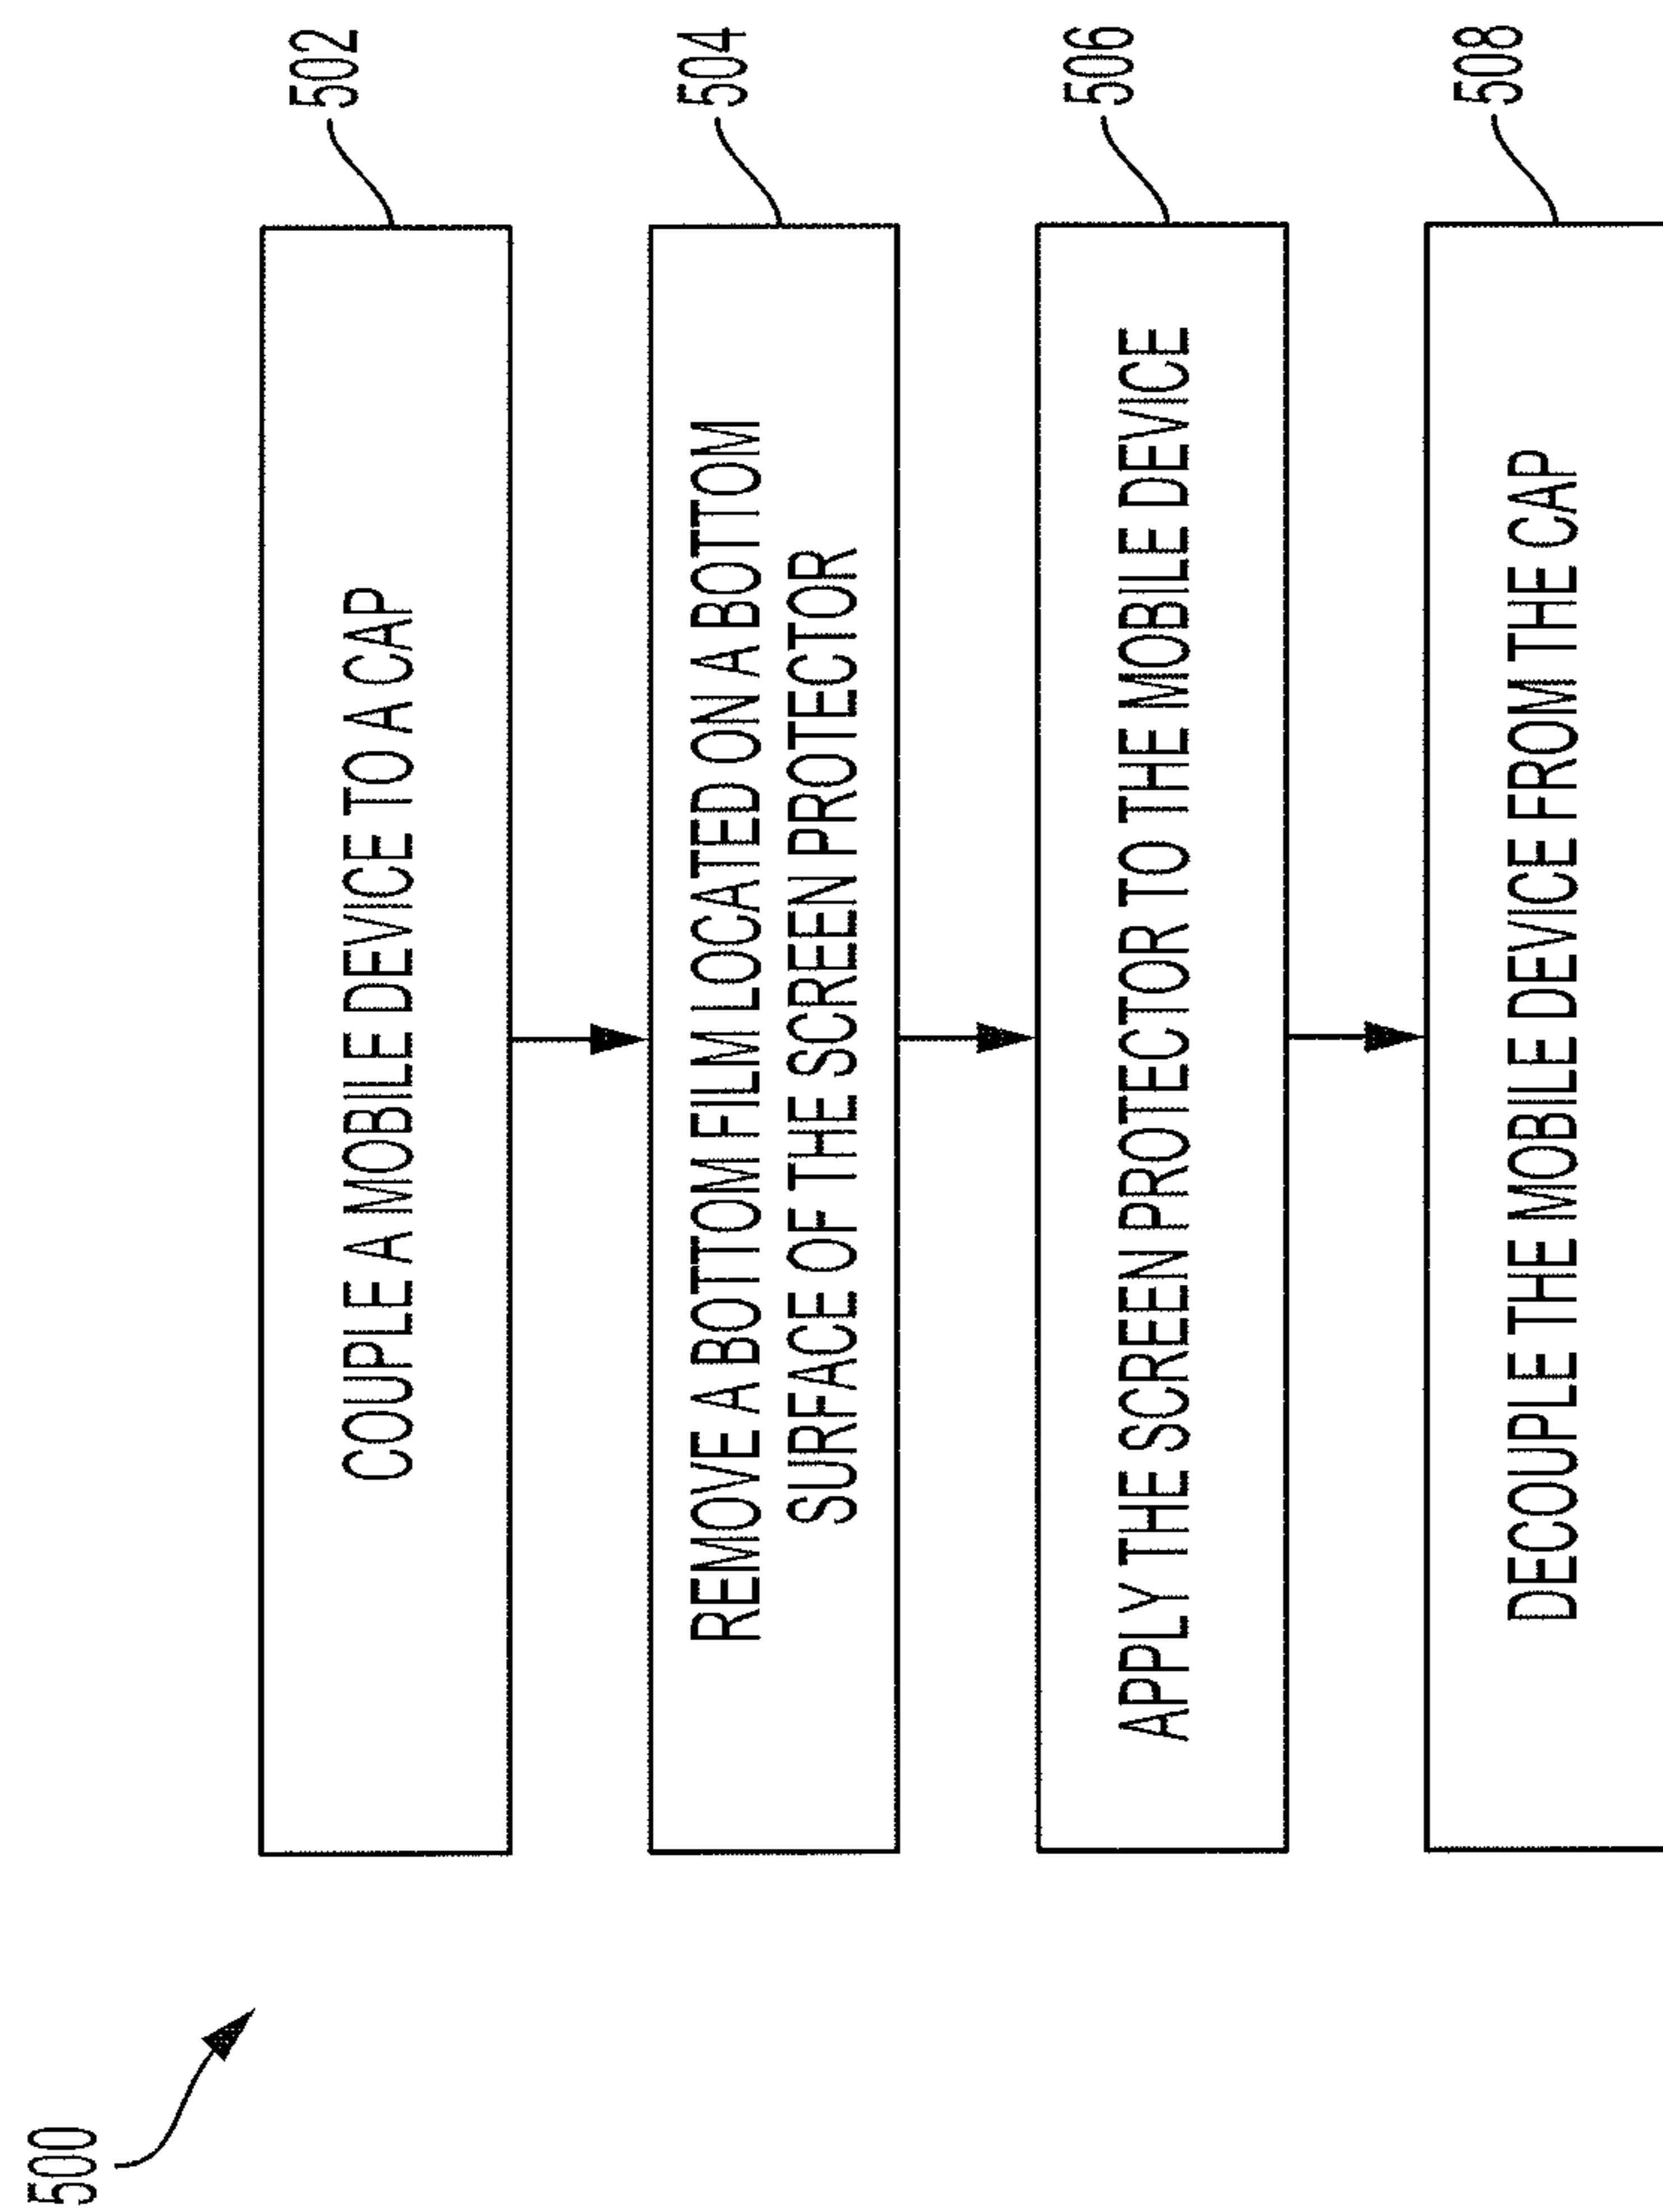 500
COUPLE A MOBILE DEVICE TO A CAP
502
REMOVE A BOTTOM FILM LOCATED ON A BOTTOM
SURFACE OF THE SCREEN PROTECTOR
504
APPLY THE SCREEN PROTECTOR TO THE MOBILE DEVICE
506
DECOUPLE THE MOBILE DEVICE FROM THE CAP
508